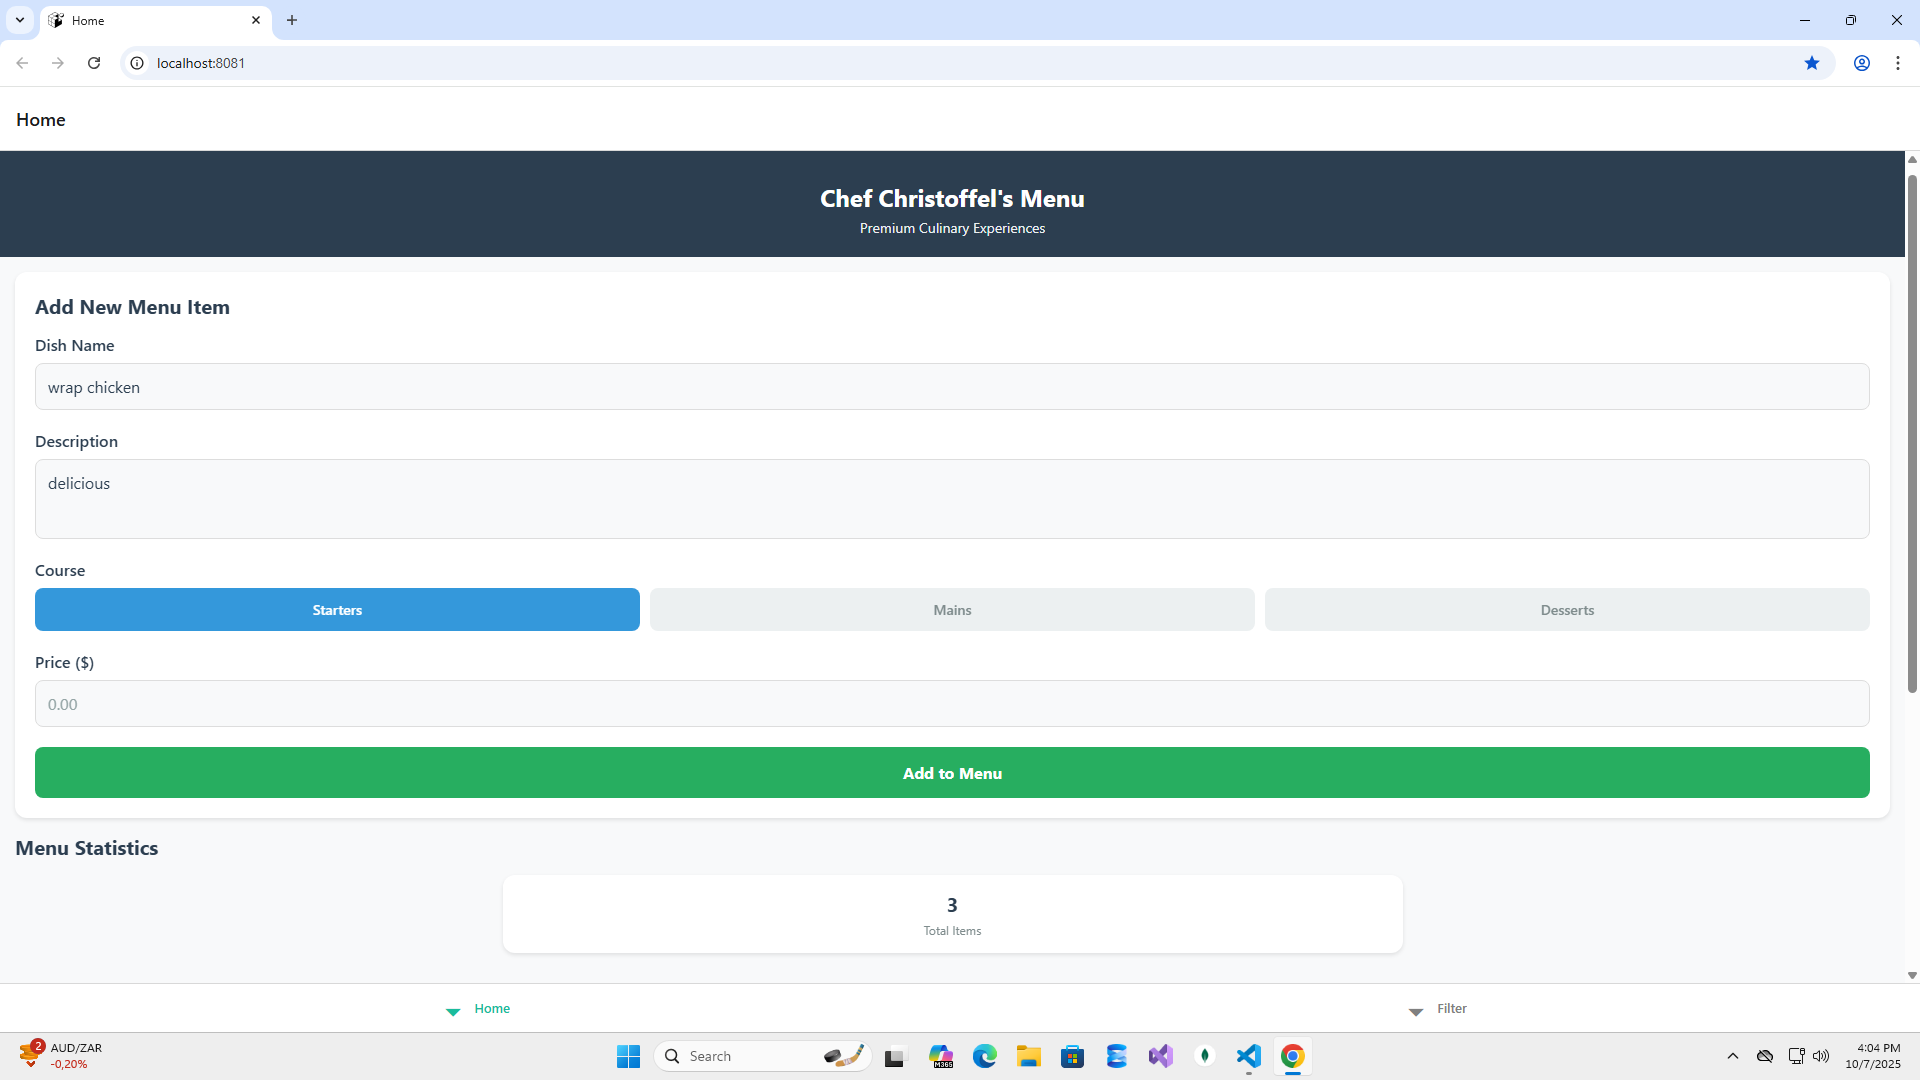 Home
localhost:8081
Home
Chef Christoffel's Menu
Premium Culinary Experiences
Add New Menu Item
Dish Name
wrap chicken
Description
delicious
Course
Starters Mains Desserts
Price ($)
0.00
Add to Menu
Menu Statistics
3
Total Items
Home Filter
2 AUD/ZAR
-0,20%
Search
M365
4:04 PM
10/7/2025